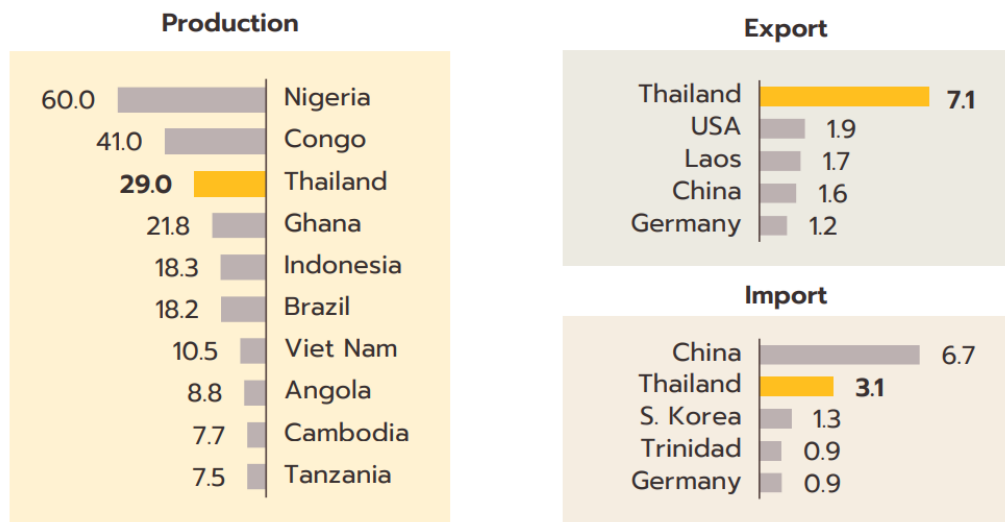 Production
60.0 Nigeria
41.0 Congo
29.0 Thailand
21.8 Ghana
18.3 Indonesia
18.2 Brazil
10.5 Viet Nam
8.8 Angola
7.7 Cambodia
7.5 Tanzania
Export
Thailand 7.1
USA 1.9
Laos 1.7
China 1.6
Germany 1.2
Import
China 6.7
Thailand 3.1
S. Korea 1.3
Trinidad 0.9
Germany 0.9